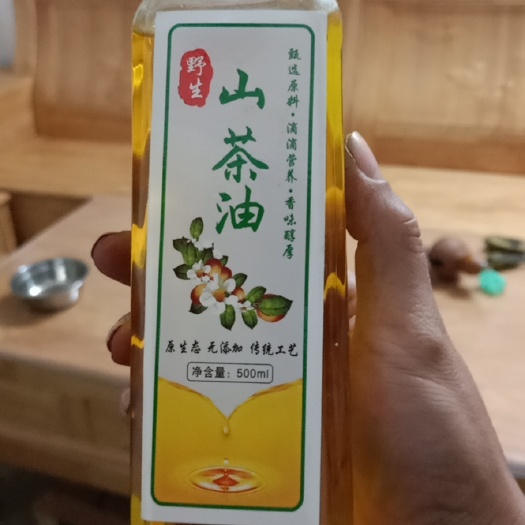 野生
山茶油
甄选原料·滴滴营养·香味醇厚
原生态 无添加 传统工艺
净含量：500ml